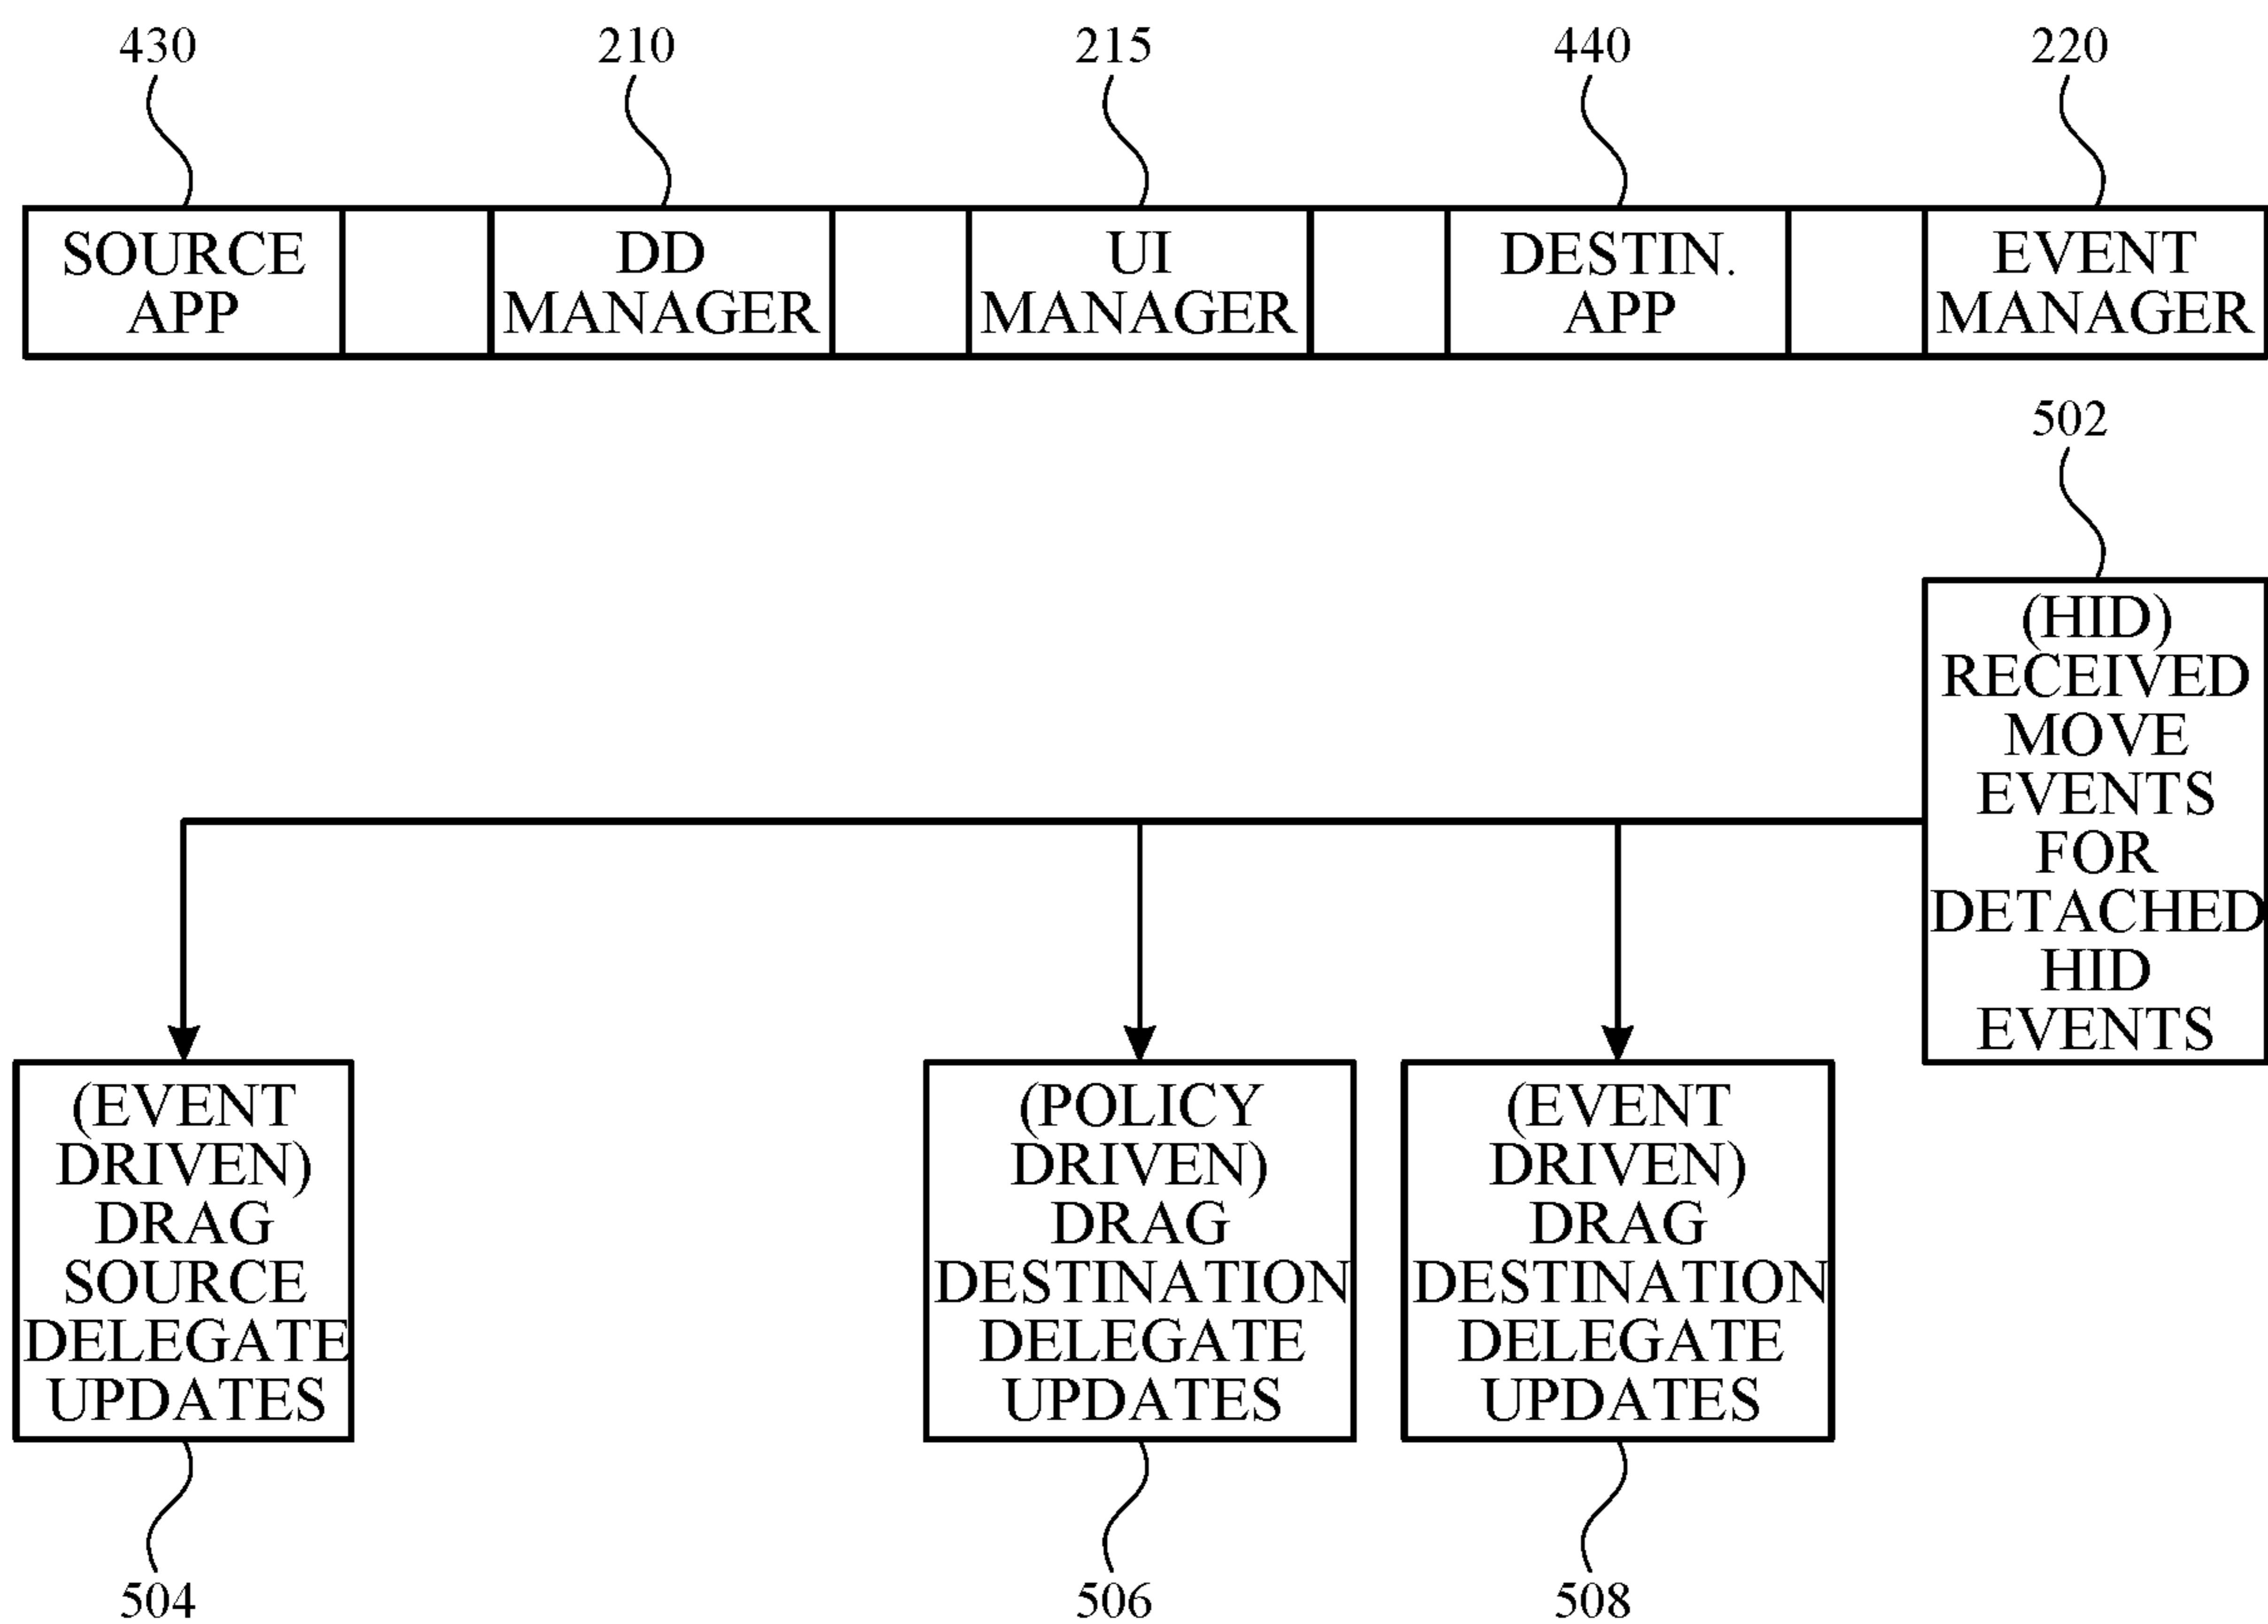 430
210
215
440
220
SOURCE
APP
DD
MANAGER
UI
MANAGER
DESTIN.
APP
EVENT
MANAGER
502
(HID)
RECEIVED
MOVE
EVENTS
FOR
DETACHED
HID
EVENTS
(EVENT
DRIVEN)
DRAG
SOURCE
DELEGATE
UPDATES
(POLICY
DRIVEN)
DRAG
DESTINATION
DELEGATE
UPDATES
(EVENT
DRIVEN)
DRAG
DESTINATION
DELEGATE
UPDATES
504
506
508